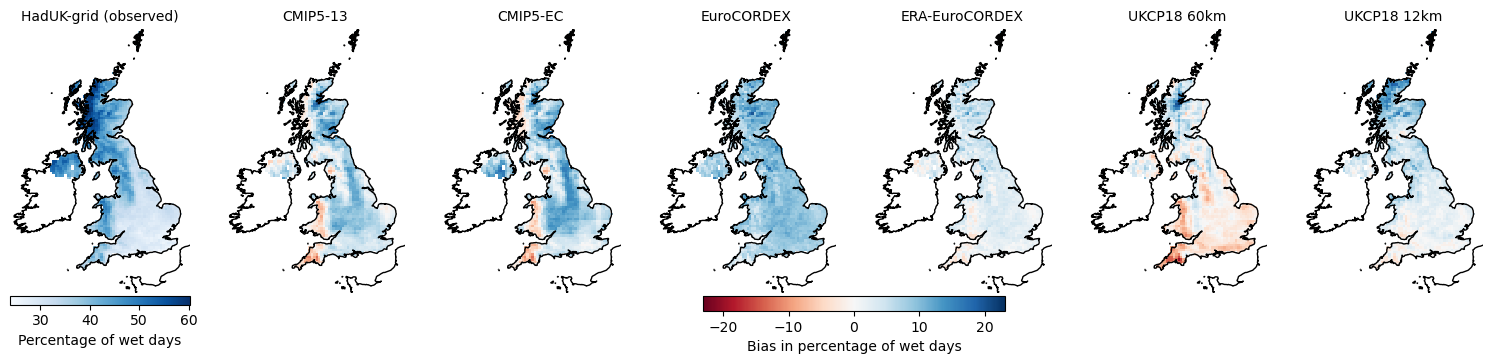 HadUK-grid (observed)
CMIP5-13
CMIP5-EC
EuroCORDEX
ERA-EuroCORDEX
UKCP18 60km
UKCP18 12km
30 40 50 60
Percentage of wet days
−20 −10 0 10 20
Bias in percentage of wet days